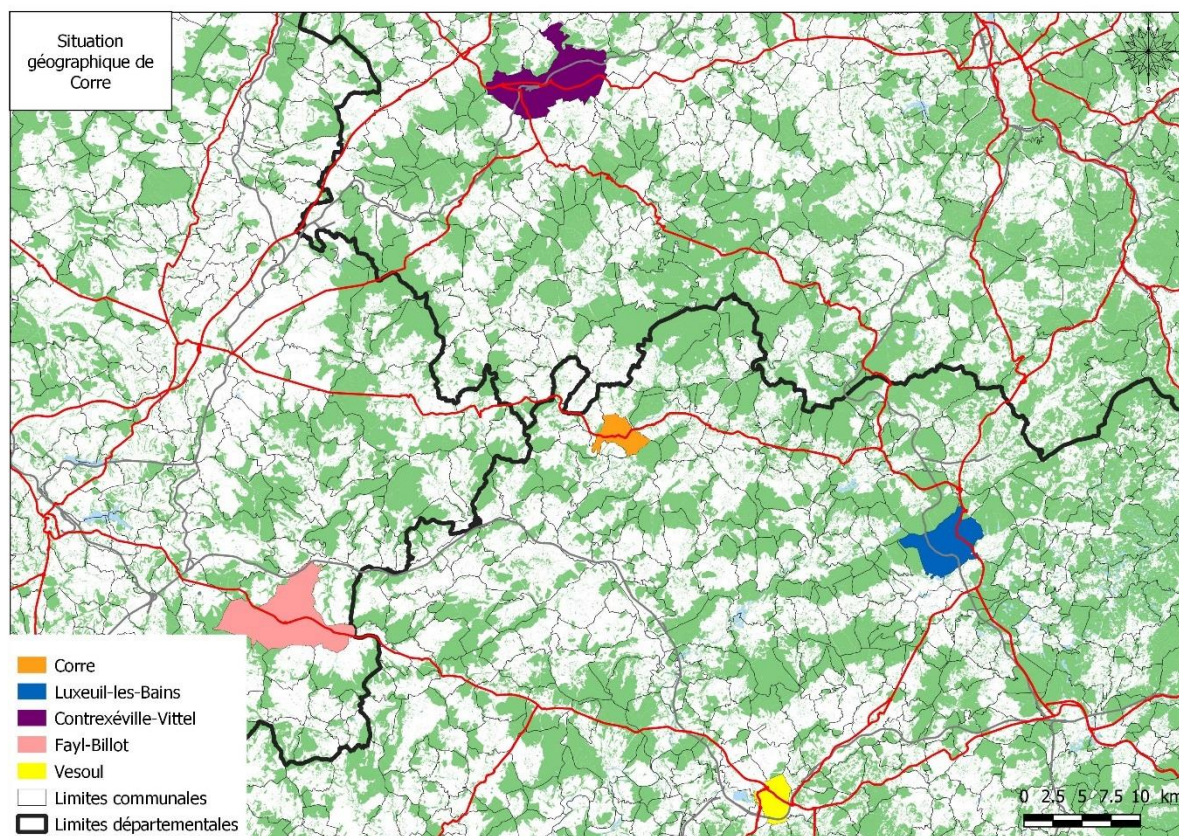 Situation
géographique de
Corre
Corre
Luxeuil-les-Bains
Contrexéville-Vittel
Fayl-Billot
Vesoul
Limites communales
Limites départementales
0 2.5 5 7.5 10 km